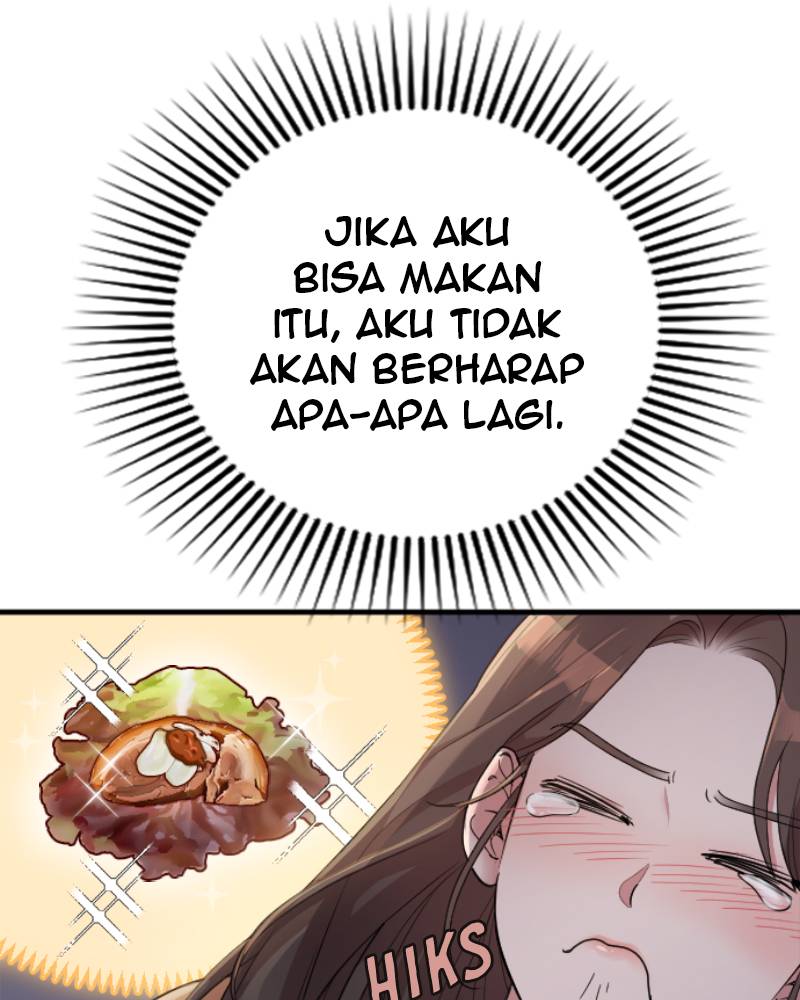 JIKA AKU
BISA MAKAN
ITU, AKU TIDAK
AKAN BERHARAP
APA-APA LAGI.
HIKS